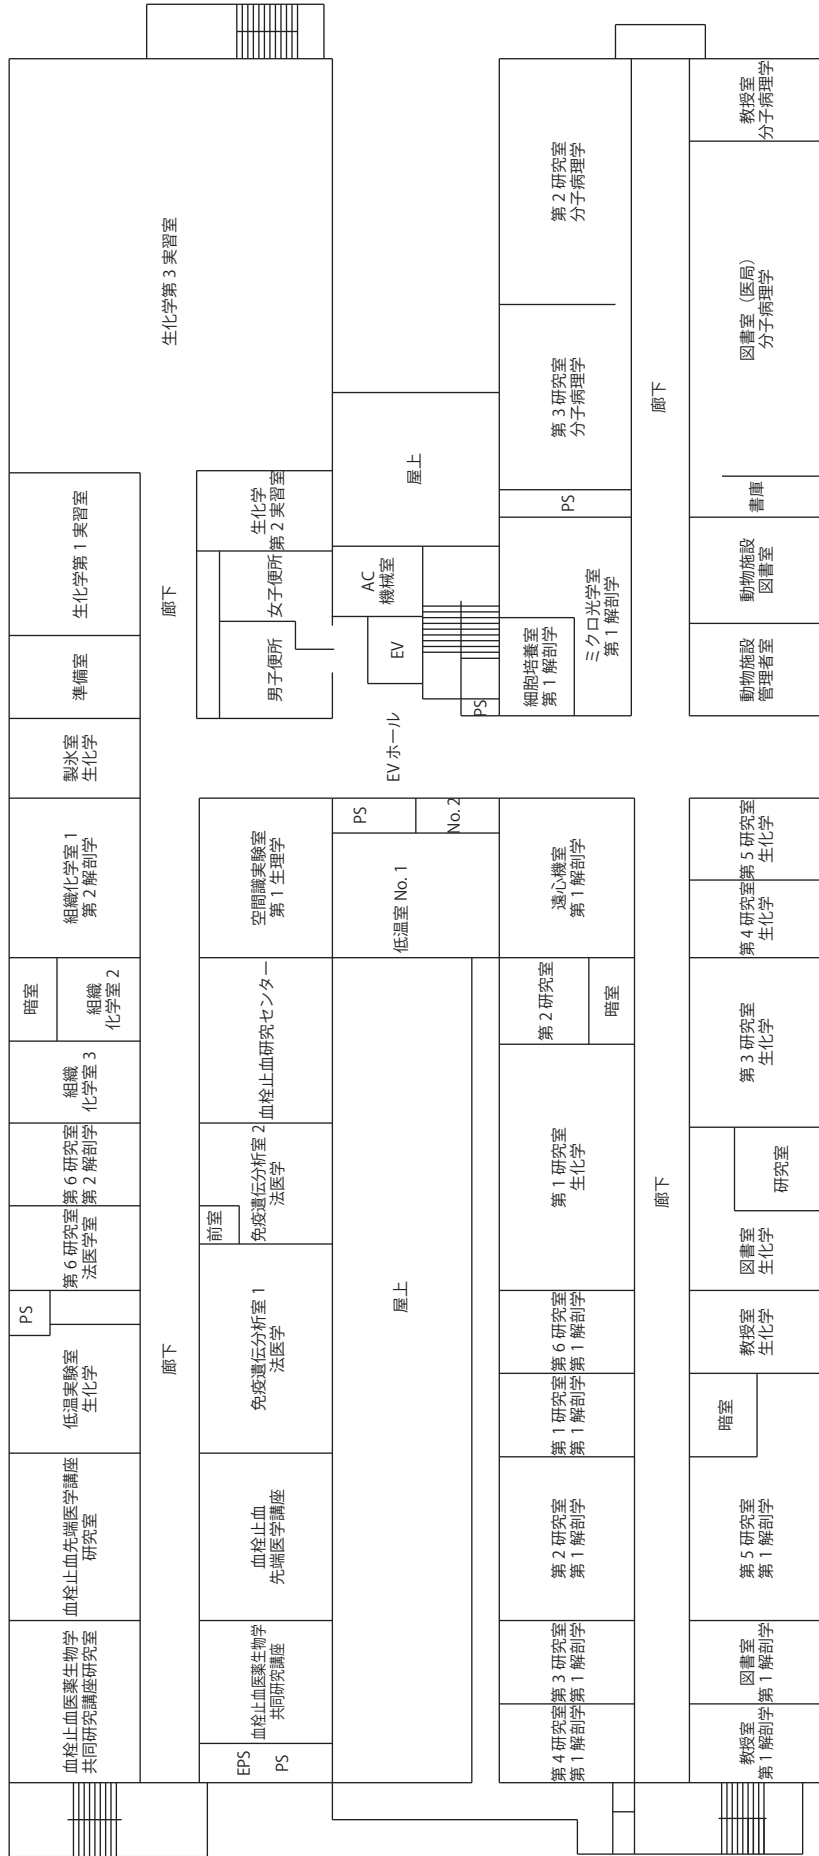 血栓止血医薬生物学
共同研究講座研究室
血栓止血先端医学講座
研究室
低温実験室
生化学
PS
第6研究室
法医学室
第6研究室
第2解剖学
組織
化学室 3
暗室
組織
化学室 2
組織化学室 1
第2解剖学
製氷室
生化学
準備室
生化学第1実習室
生化学第3実習室
廊下
廊下
EPS
PS
血栓止血医薬生物学
共同研究講座
血栓止血
先端医学講座
免疫遺伝分析室 1
法医学
前室
免疫遺伝分析室 2
法医学
血栓止血研究センター
空間識実験室
第1生理学
男子便所
女子便所
生化学
第2実習室
屋上
低温室 No. 1
PS
No. 2
EVホール
EV
AC
機械室
屋上
PS
第4研究室
第1解剖学
第3研究室
第1解剖学
第2研究室
第1解剖学
第1研究室
第1解剖学
第6研究室
第1解剖学
第1研究室
生化学
第2研究室
暗室
遠心機室
第1解剖学
細胞培養室
第1解剖学
ミクロ光学室
第1解剖学
PS
第3研究室
分子病理学
第2研究室
分子病理学
廊下
廊下
教授室
第1解剖学
図書室
第1解剖学
第5研究室
第1解剖学
暗室
教授室
生化学
図書室
生化学
研究室
第3研究室
生化学
第4研究室
生化学
第5研究室
生化学
動物施設
管理者室
動物施設
図書室
書庫
図書室（医局）
分子病理学
教授室
分子病理学